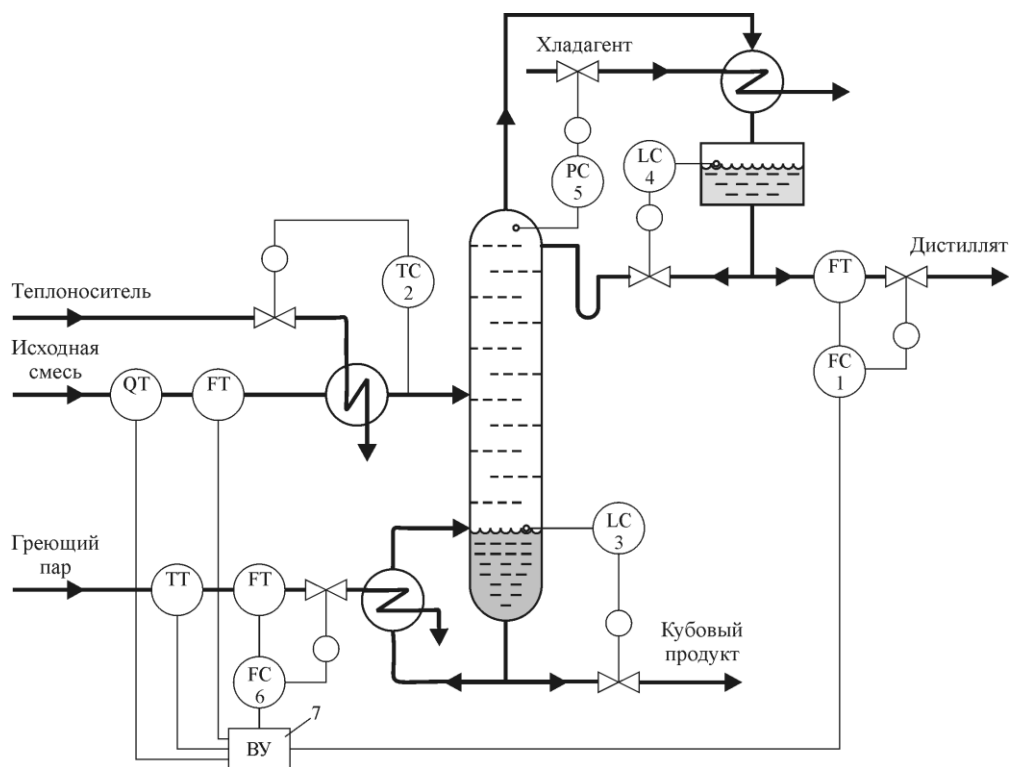 Хладагент
PC
5
LC
4
Дистиллят
FT
TC
2
Теплоноситель
Исходная
смесь
QT
FT
FC
1
Греющий
пар
TT
FT
LC
3
FC
6
Кубовый
продукт
7
ВУ